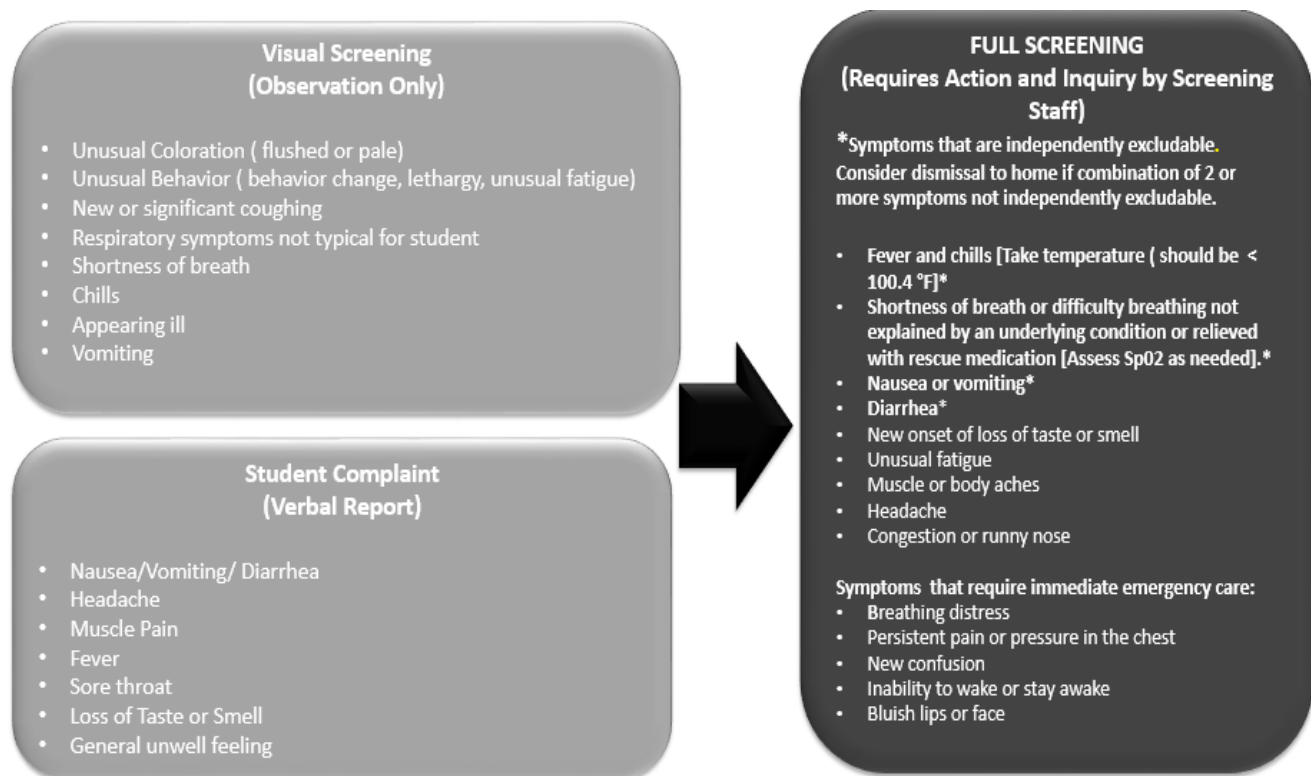 Visual Screening
(Observation Only)
• Unusual Coloration ( flushed or pale)
• Unusual Behavior ( behavior change, lethargy, unusual fatigue)
• New or significant coughing
• Respiratory symptoms not typical for student
• Shortness of breath
• Chills
• Appearing ill
• Vomiting
Student Complaint
(Verbal Report)
• Nausea/Vomiting/ Diarrhea
• Headache
• Muscle Pain
• Fever
• Sore throat
• Loss of Taste or Smell
• General unwell feeling
FULL SCREENING
(Requires Action and Inquiry by Screening
Staff)
*Symptoms that are independently excludable.
Consider dismissal to home if combination of 2 or
more symptoms not independently excludable.
• Fever and chills [Take temperature ( should be <
100.4 °F]*
• Shortness of breath or difficulty breathing not
explained by an underlying condition or relieved
with rescue medication [Assess Sp02 as needed].*
• Nausea or vomiting*
• Diarrhea*
• New onset of loss of taste or smell
• Unusual fatigue
• Muscle or body aches
• Headache
• Congestion or runny nose
Symptoms that require immediate emergency care:
• Breathing distress
• Persistent pain or pressure in the chest
• New confusion
• Inability to wake or stay awake
• Bluish lips or face